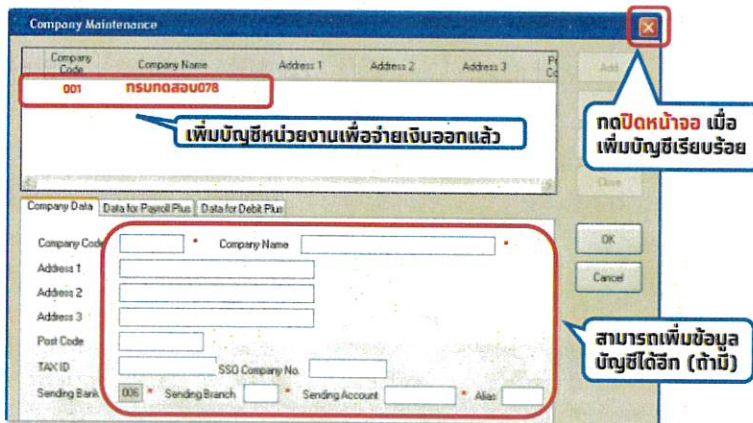 Company Maintenance
Company Code Company Name Address 1 Address 2 Address 3
Add
001 กรมทดสอบ078
เพิ่มบัญชีหน่วยงานเพื่อจ่ายเงินออกแล้ว
กดปิดหน้าจอ เมื่อ
เพิ่มบัญชีเรียบร้อย
Close
Company Data Data for Payroll Plus Data for Debit Plus
Company Code * Company Name *
OK
Address 1
Cancel
Address 2
Address 3
Post Code
สามารถเพิ่มข้อมูล
บัญชีได้อีก (ถ้ามี)
TAX ID SSO Company No.
Sending Bank 006 * Sending Branch * Sending Account * Alias